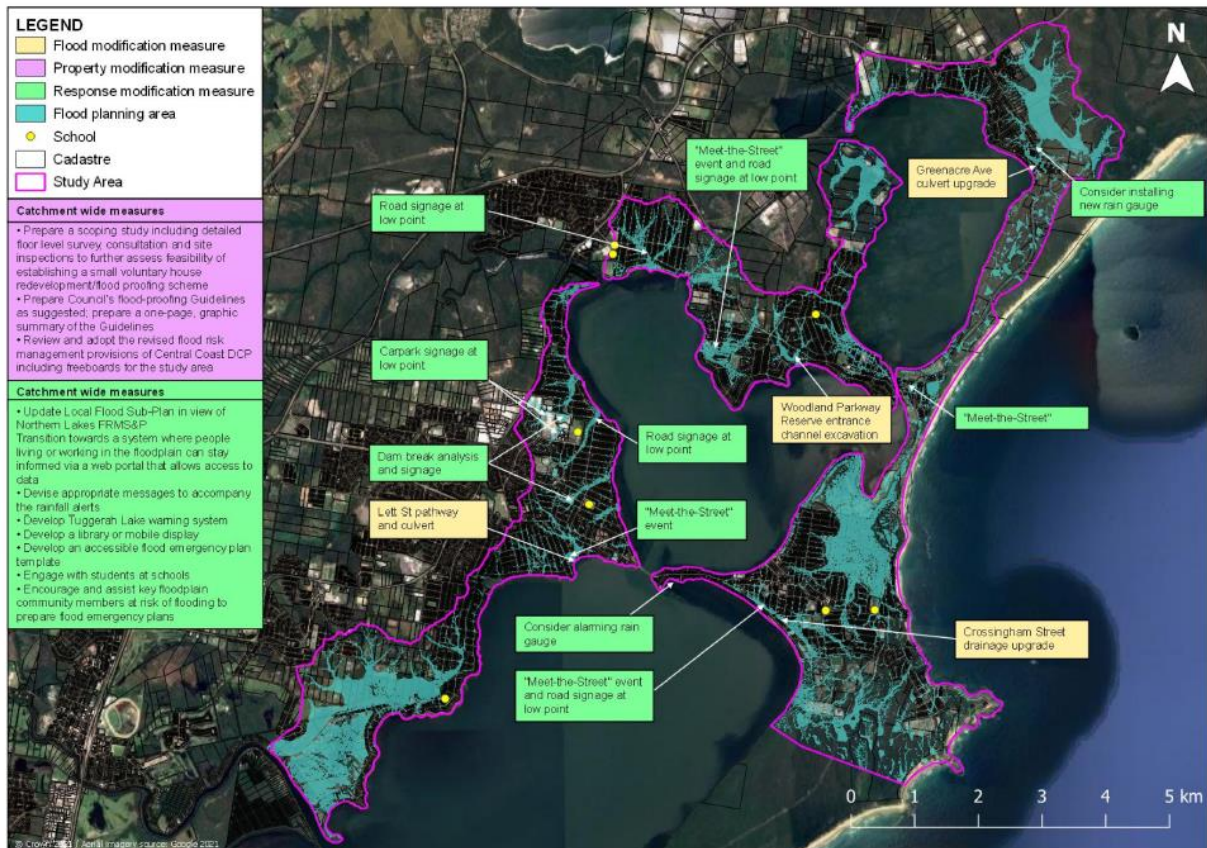 LEGEND
Flood modification measure
Property modification measure
Response modification measure
Flood planning area
School
Cadastre
Study Area
Catchment wide measures
• Prepare a scoping study including detailed
floor level survey, consultation and site
inspections to further assess feasibility of
establishing a small voluntary house
redevelopment/flood proofing scheme
• Prepare Council's flood-proofing Guidelines
as suggested; prepare a one-page, graphic
summary of the Guidelines
• Review and adopt the revised flood risk
management provisions of Central Coast DCP
including freeboards for the study area
Catchment wide measures
• Update Local Flood Sub-Plan in view of
Northern Lakes FRMS&P
Transition towards a system where people
living or working in the floodplain can stay
informed via a web portal that allows access to
data
• Devise appropriate messages to accompany
the rainfall alerts
• Develop Tuggerah Lake warning system
• Develop a library or mobile display
• Develop an accessible flood emergency plan
template
• Engage with students at schools
• Encourage and assist key floodplain
community members at risk of flooding to
prepare flood emergency plans
N
"Meet-the-Street"
event and road
signage at low point
Greenacre Ave
culvert upgrade
Consider installing
new rain gauge
Road signage at
low point
Carpark signage at
low point
Woodland Parkway
Reserve entrance
channel excavation
"Meet-the-Street"
Road signage at
low point
Dam break analysis
and signage
Lett St pathway
and culvert
"Meet-the-Street"
event
Consider alarming rain
gauge
Crossingham Street
drainage upgrade
"Meet-the-Street" event
and road signage at
low point
0 1 2 3 4 5 km
© Crown 2021 / Aerial imagery source: Google 2021